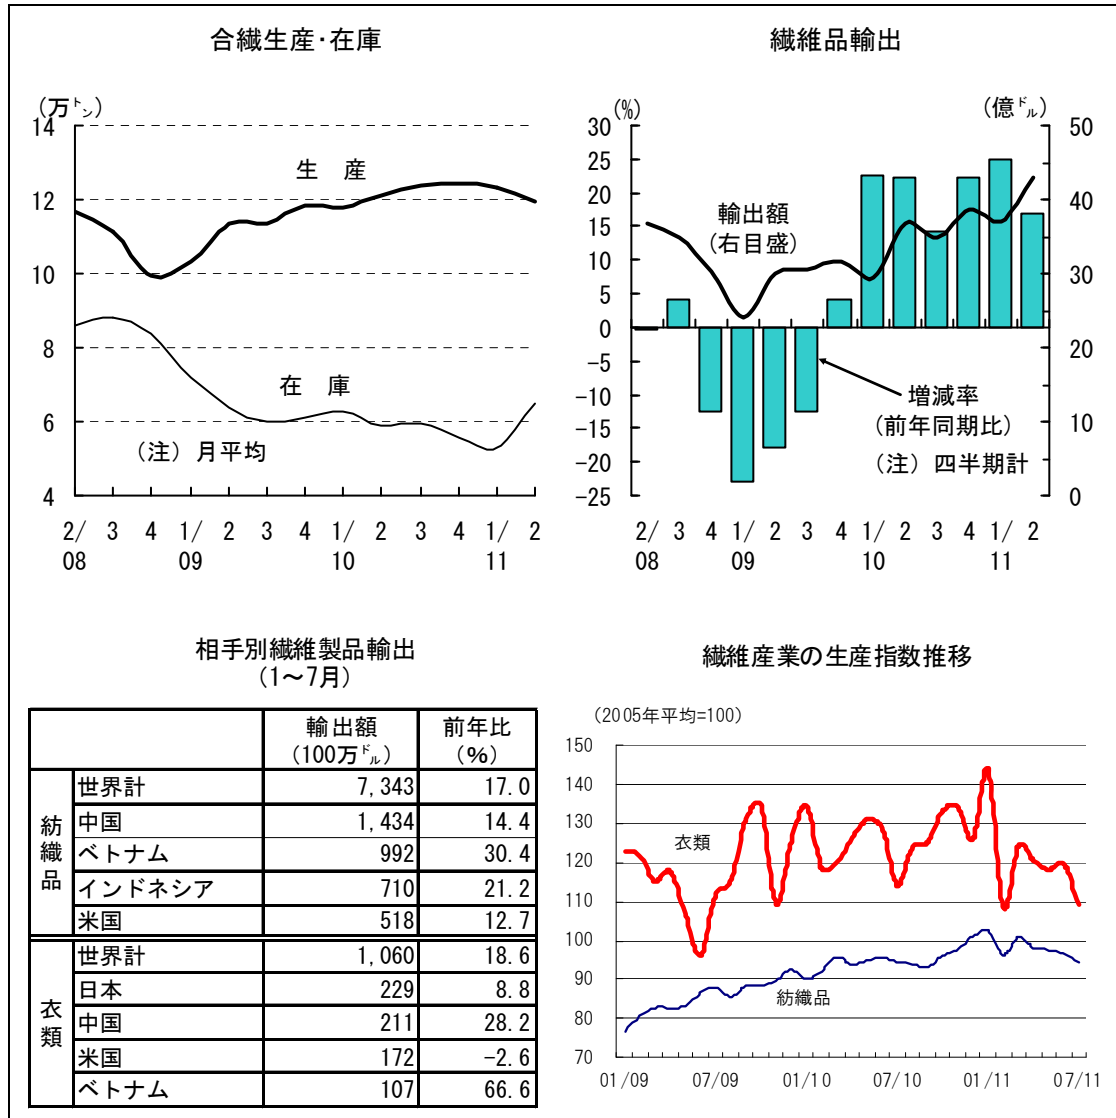 合繊生産・在庫
(万トン)
14
12
10
8
6
4
生　産
在　庫
(注) 月平均
2/ 3 4 1/ 2 3 4 1/ 2 3 4 1/ 2
08 09 10 11
繊維品輸出
(%)
(億ドル)
30
25
20
15
10
5
0
-5
-10
-15
-20
-25
50
40
30
20
10
0
輸出額
(右目盛)
増減率
(前年同期比)
(注) 四半期計
2/ 3 4 1/ 2 3 4 1/ 2 3 4 1/ 2
08 09 10 11
相手別繊維製品輸出
(1～7月)
輸出額 前年比
(100万ドル) (%)
紡織品
世界計 7,343 17.0
中国 1,434 14.4
ベトナム 992 30.4
インドネシア 710 21.2
米国 518 12.7
衣類
世界計 1,060 18.6
日本 229 8.8
中国 211 28.2
米国 172 -2.6
ベトナム 107 66.6
繊維産業の生産指数推移
(2005年平均=100)
150
140
130
120
110
100
90
80
70
衣類
紡織品
01/09 07/09 01/10 07/10 01/11 07/11